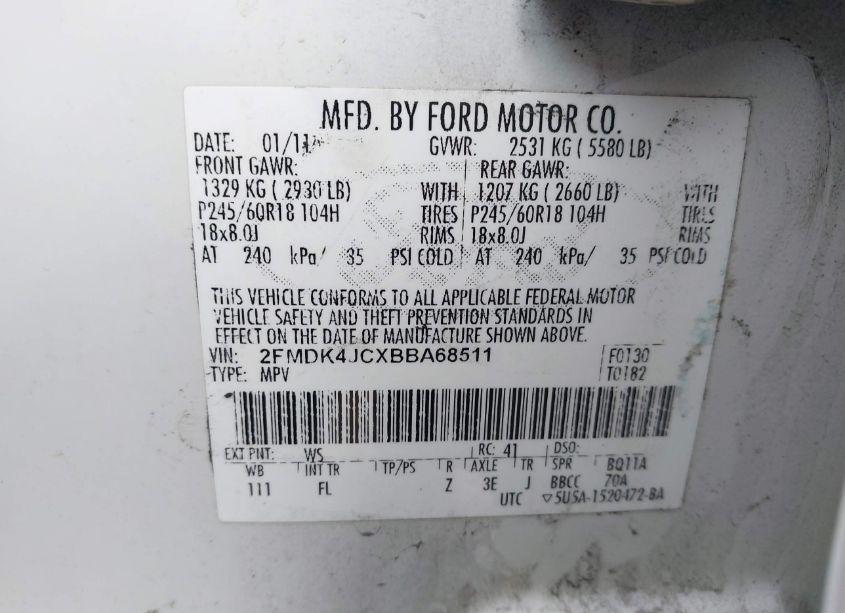 MFD. BY FORD MOTOR CO.
DATE: 01/11 GVWR: 2531 KG ( 5580 LB)
FRONT GAWR: REAR GAWR:
1329 KG ( 2930 LB) WITH 1207 KG ( 2660 LB) WITH
P245/60R18 104H TIRES P245/60R18 104H TIRES
18x8.0J RIMS 18x8.0J RIMS
AT 240 kPa/ 35 PSI COLD AT 240 kPa/ 35 PSI COLD
THIS VEHICLE CONFORMS TO ALL APPLICABLE FEDERAL MOTOR
VEHICLE SAFETY AND THEFT PREVENTION STANDARDS IN
EFFECT ON THE DATE OF MANUFACTURE SHOWN ABOVE.
VIN: 2FMDK4JCXBBA68511 F0130
TYPE: MPV T0182
EXT PNT: WS RC: 41 DSO:
WB INT TR TP/PS R AXLE TR SPR BQ11A
111 FL Z 3E J BBCC 70A
UTC ▽5U5A-1520472-BA